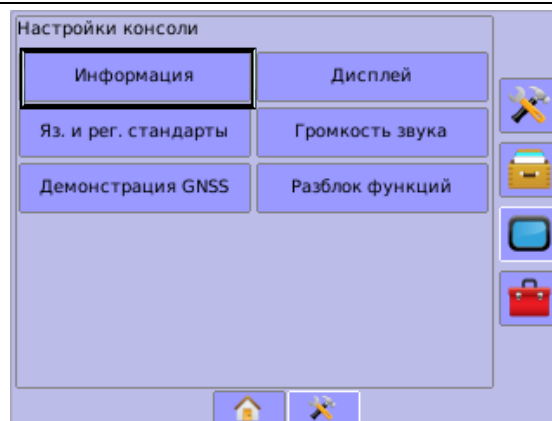 Настройки консоли
Информация
Дисплей
Яз. и рег. стандарты
Громкость звука
Демонстрация GNSS
Разблок функций